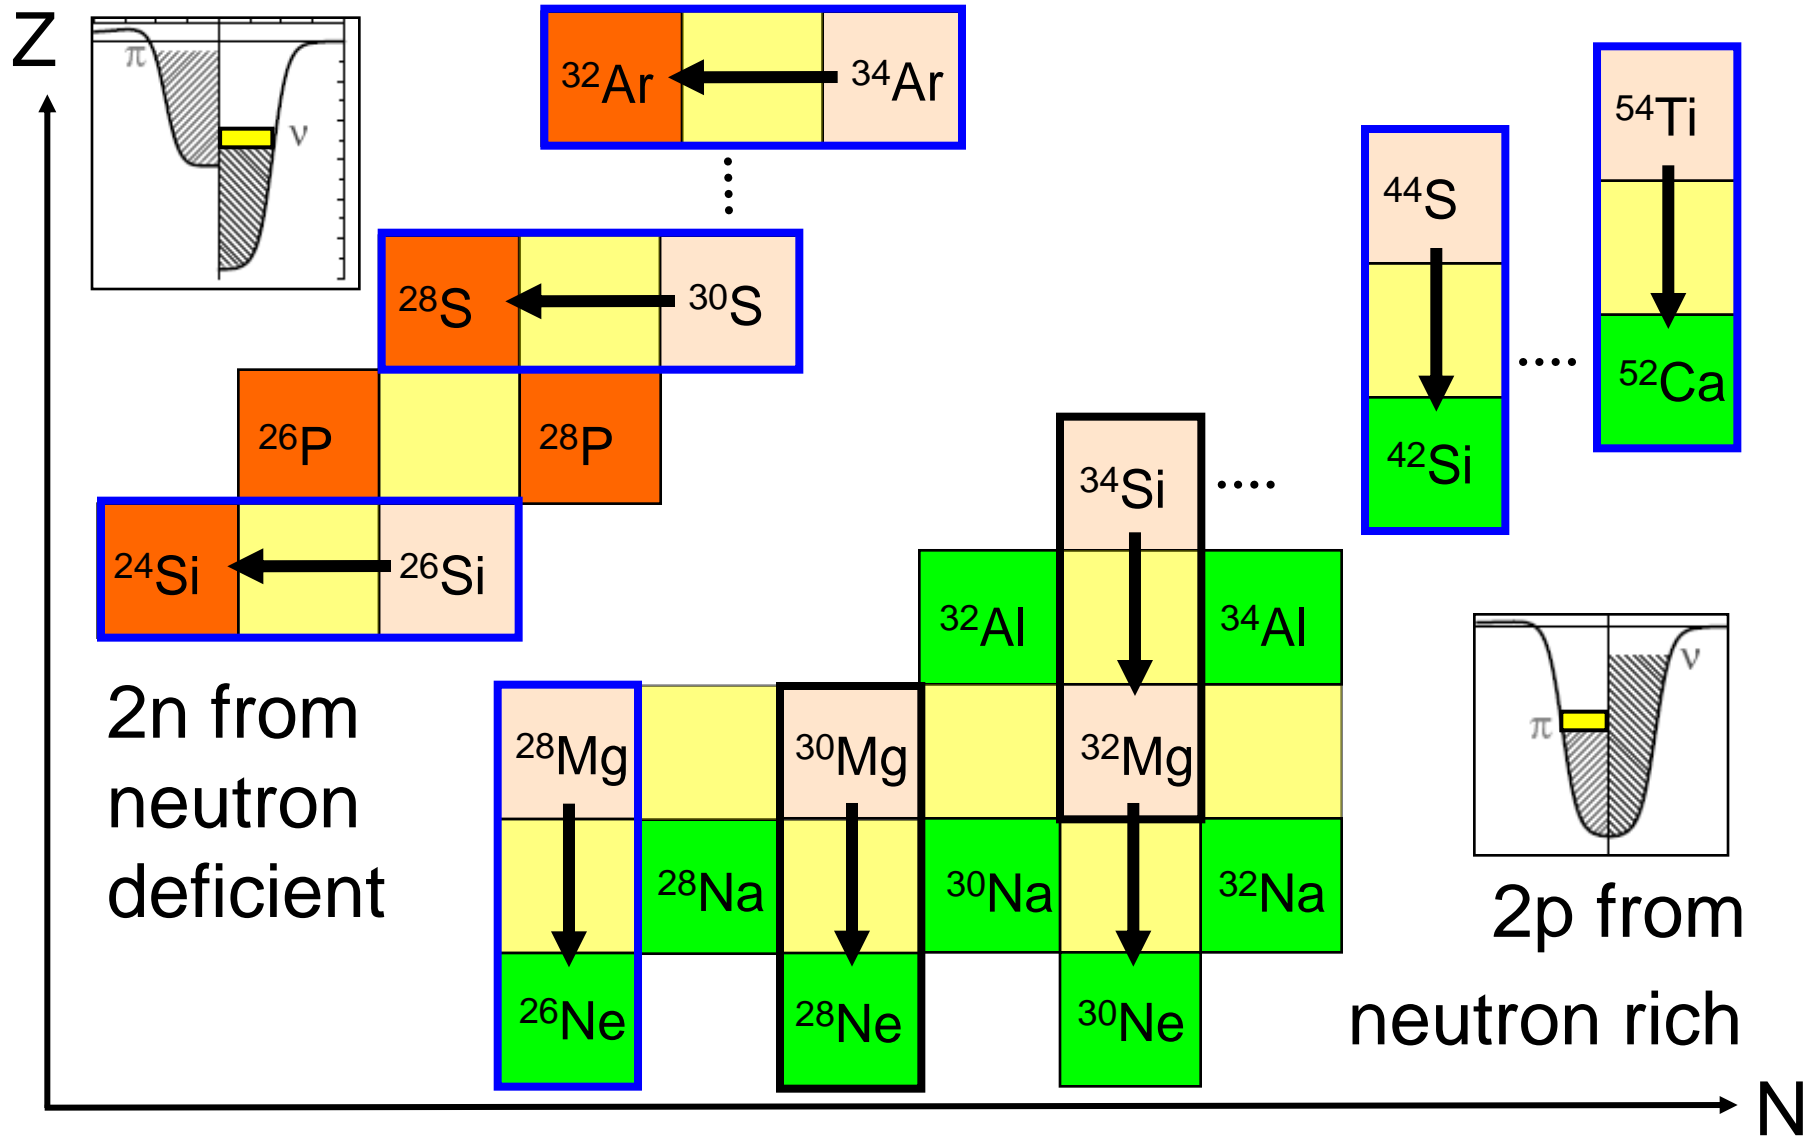 Z
π
ν
³²Ar
³⁴Ar
⁵⁴Ti
⁴⁴S
²⁸S
³⁰S
⁵²Ca
²⁶P
²⁸P
⁴²Si
³⁴Si
²⁴Si
²⁶Si
³²Al
³⁴Al
ν
π
2n from
neutron
deficient
²⁸Mg
³⁰Mg
³²Mg
²⁸Na
³⁰Na
³²Na
2p from
neutron rich
²⁶Ne
²⁸Ne
³⁰Ne
N